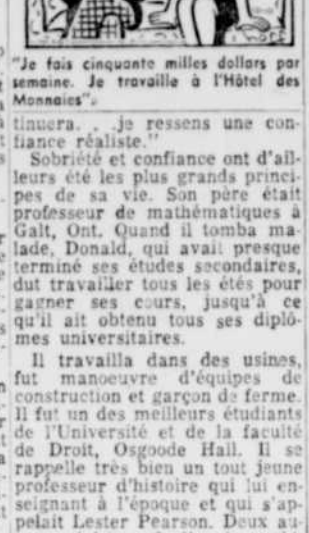 "Je fais cinquante milles dollars par
semaine. Je travaille à l'Hôtel des
Monnaies".
tinuera. . .je ressens une con-
fiance réaliste."
Sobriété et confiance ont d'ail-
leurs été les plus grands princi-
pes de sa vie. Son père était
professeur de mathématiques à
Galt, Ont. Quand il tomba ma-
lade, Donald, qui avait presque
terminé ses études secondaires,
dut travailler tous les étés pour
gagner ses cours, jusqu'à ce
qu'il ait obtenu tous ses diplô-
mes universitaires.
Il travailla dans des usines,
fut manoeuvre d'équipes de
construction et garçon de ferme.
Il fut un des meilleurs étudiants
de l'Université et de la faculté
de Droit, Osgoode Hall. Il se
rappelle très bien un tout jeune
professeur d'histoire qui lui en-
seignant à l'époque et qui s'ap-
pelait Lester Pearson. Deux au-